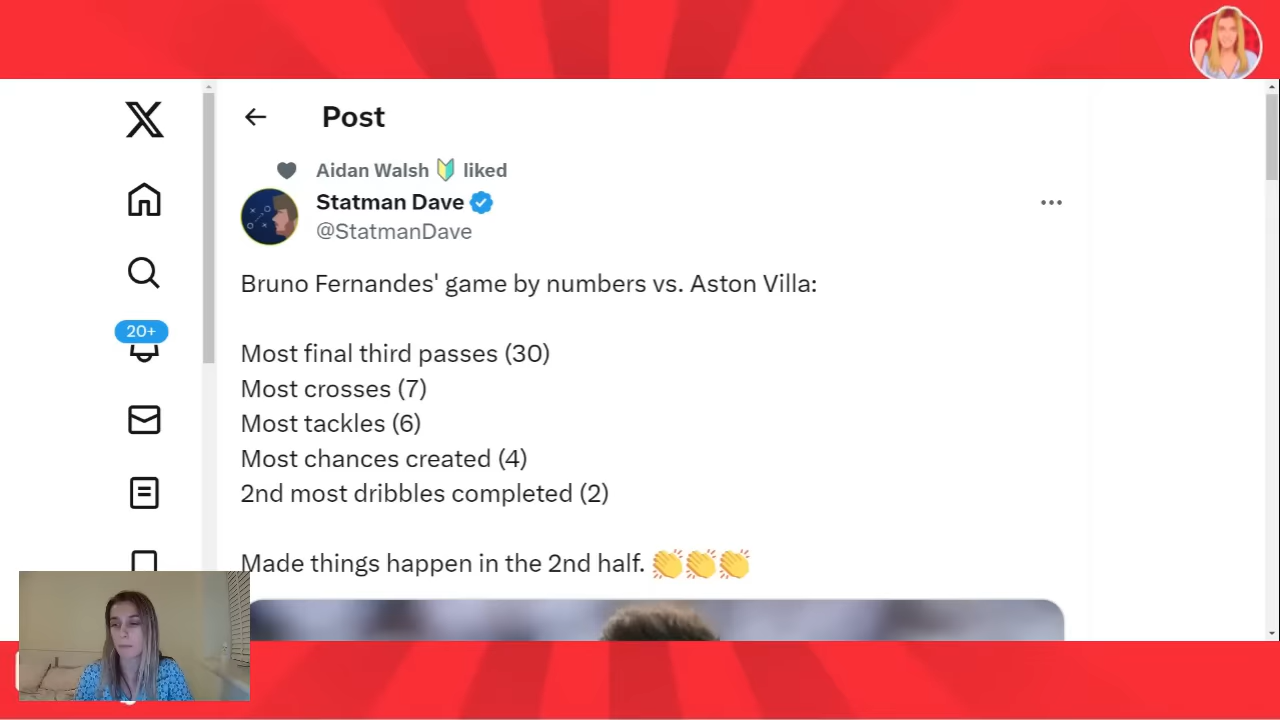 Post
Aidan Walsh 🔰 liked
Statman Dave
@StatmanDave
Bruno Fernandes' game by numbers vs. Aston Villa:
20+
Most final third passes (30)
Most crosses (7)
Most tackles (6)
Most chances created (4)
2nd most dribbles completed (2)
Made things happen in the 2nd half. 👏👏👏